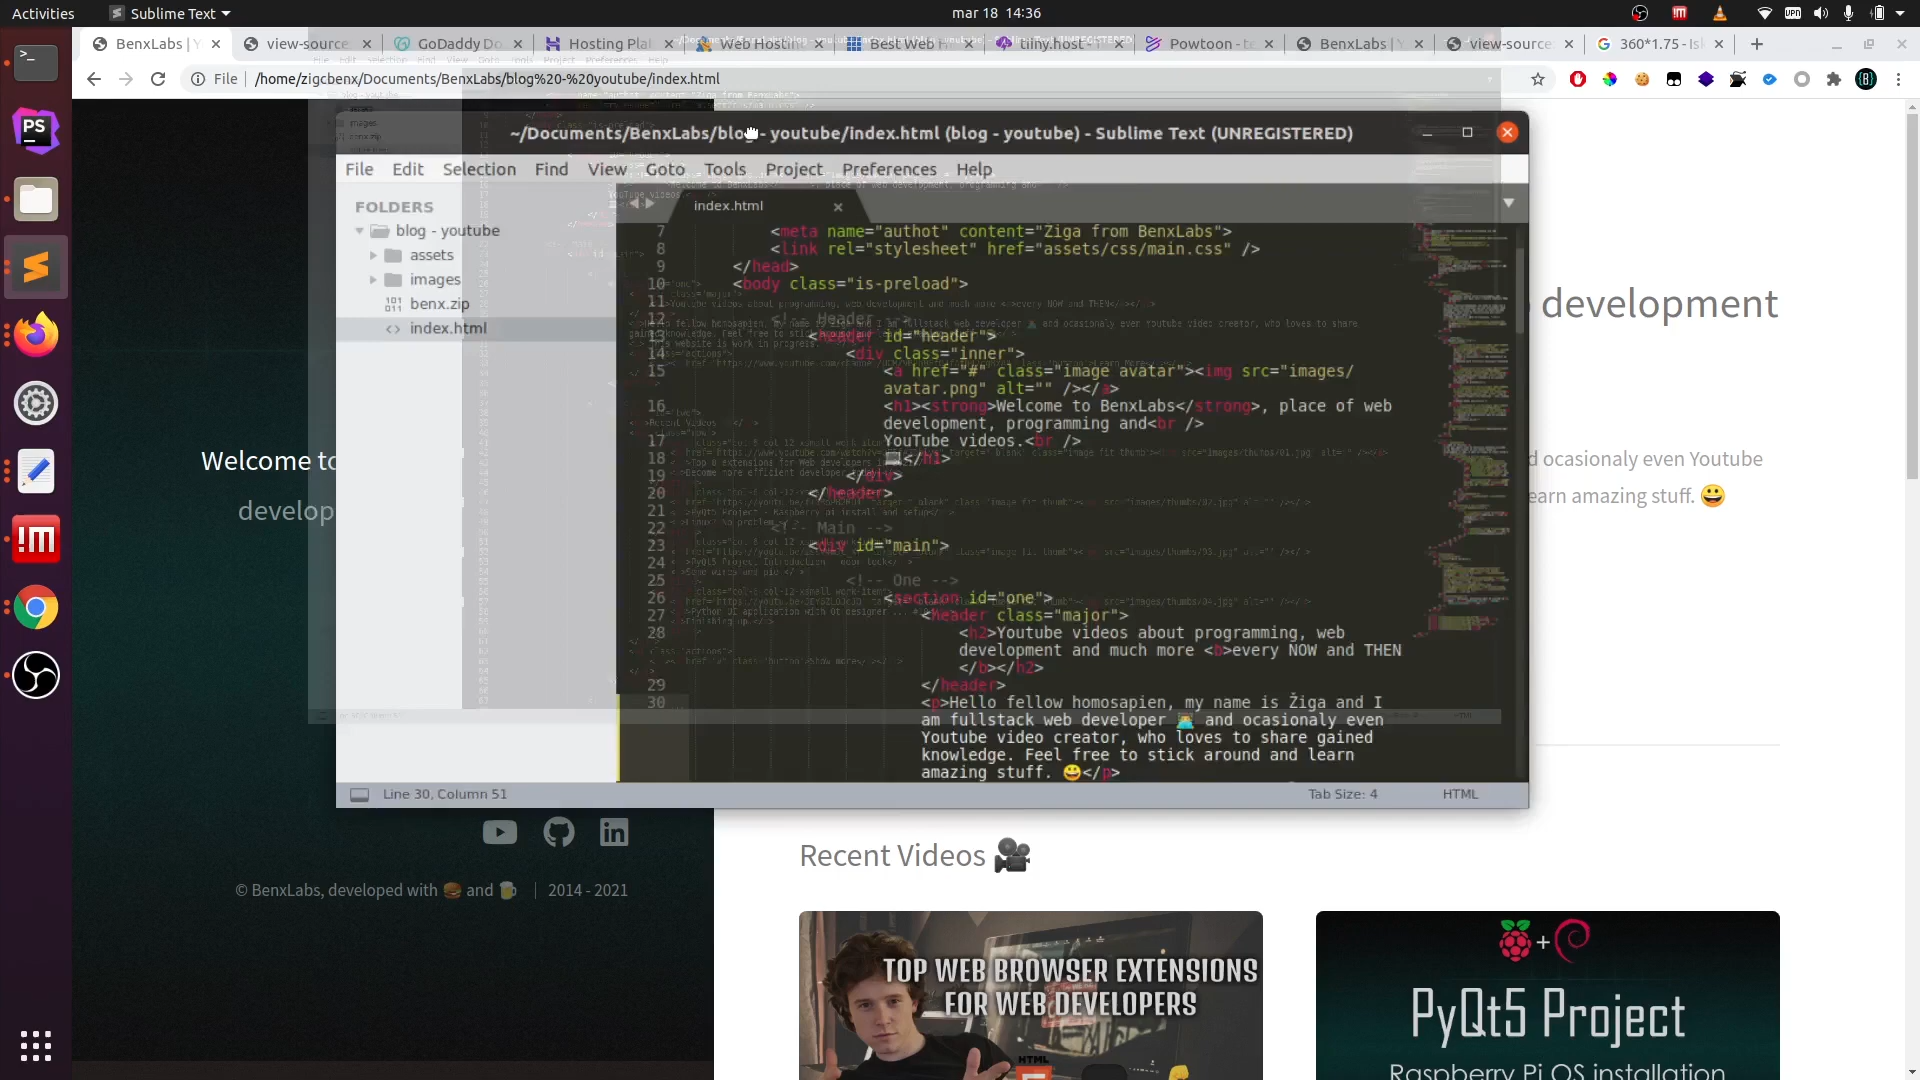 Activities
Sublime Text
mar 18 14:36
BenxLabs | Y
view-source:
GoDaddy Do
Hosting Pla
Web Hostin
Best Web H
tiiny.host -
Powtoon - te
BenxLabs | Y
view-source
360*1.75 - Is
File
/home/zigcbenx/Documents/BenxLabs/blog%20-%20youtube/index.html
~/Documents/BenxLabs/blog - youtube/index.html (blog - youtube) - Sublime Text (UNREGISTERED)
File Edit Selection Find View Goto Tools Project Preferences Help
FOLDERS
blog - youtube
assets
images
benx.zip
index.html
index.html
7 <meta name="authot" content="Ziga from BenxLabs">
8 <link rel="stylesheet" href="assets/css/main.css" />
9 </head>
10 <body class="is-preload">
11
12 <!-- Header -->
13 <header id="header">
14 <div class="inner">
15 <a href="#" class="image avatar"><img src="images/
avatar.png" alt="" /></a>
16 <h1><strong>Welcome to BenxLabs</strong>, place of web
development, programming and<br />
17 YouTube videos.<br />
18 💻</h1>
19 </div>
20 </header>
21
22 <!-- Main -->
23 <div id="main">
24
25 <!-- One -->
26 <section id="one">
27 <header class="major">
28 <h2>Youtube videos about programming, web
development and much more <b>every NOW and THEN
</b></h2>
29 </header>
30 <p>Hello fellow homosapien, my name is Žiga and I
am fullstack web developer 👨‍💻 and ocasionaly even
Youtube video creator, who loves to share gained
knowledge. Feel free to stick around and learn
amazing stuff. 😀</p>
Line 30, Column 51
Tab Size: 4
HTML
Welcome to
develop
development
d ocasionaly even Youtube
earn amazing stuff. 😀
© BenxLabs, developed with 🍔 and 🍺 | 2014 - 2021
Recent Videos 🎥
TOP WEB BROWSER EXTENSIONS
FOR WEB DEVELOPERS
HTML
+
PyQt5 Project
Raspberry Pi OS installation